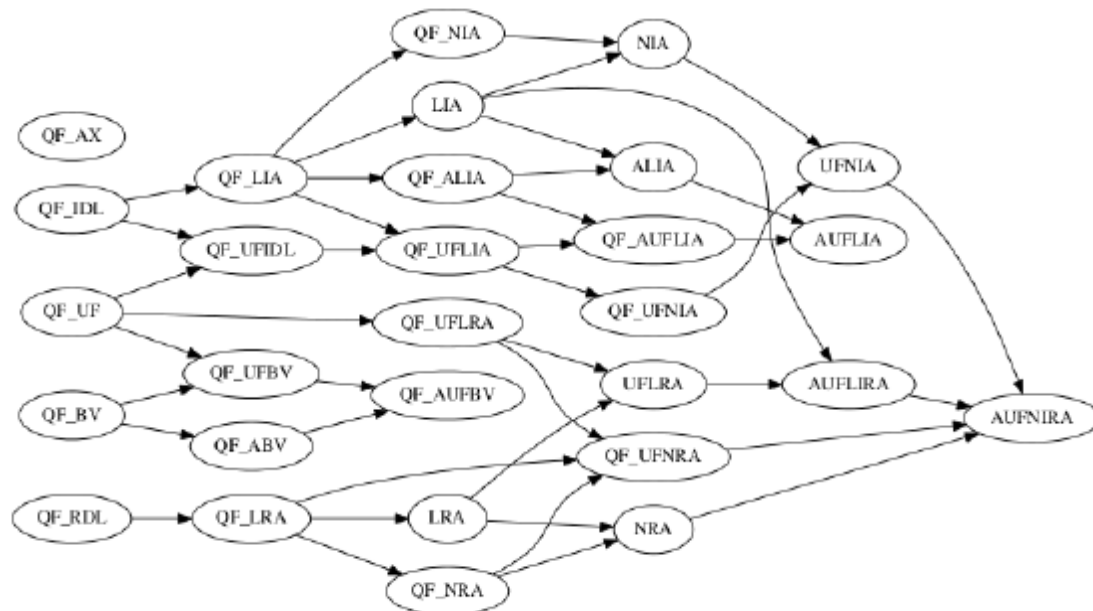 QF_NIA
NIA
LIA
QF_AX
QF_LIA
QF_ALIA
ALIA
UFNIA
QF_IDL
QF_UFIDL
QF_UFLIA
QF_AUFLIA
AUFLIA
QF_UF
QF_UFLRA
QF_UFNIA
QF_UFBV
QF_AUFBV
UFLRA
AUFLIRA
QF_BV
QF_ABV
QF_UFNRA
AUFNIRA
QF_RDL
QF_LRA
LRA
NRA
QF_NRA